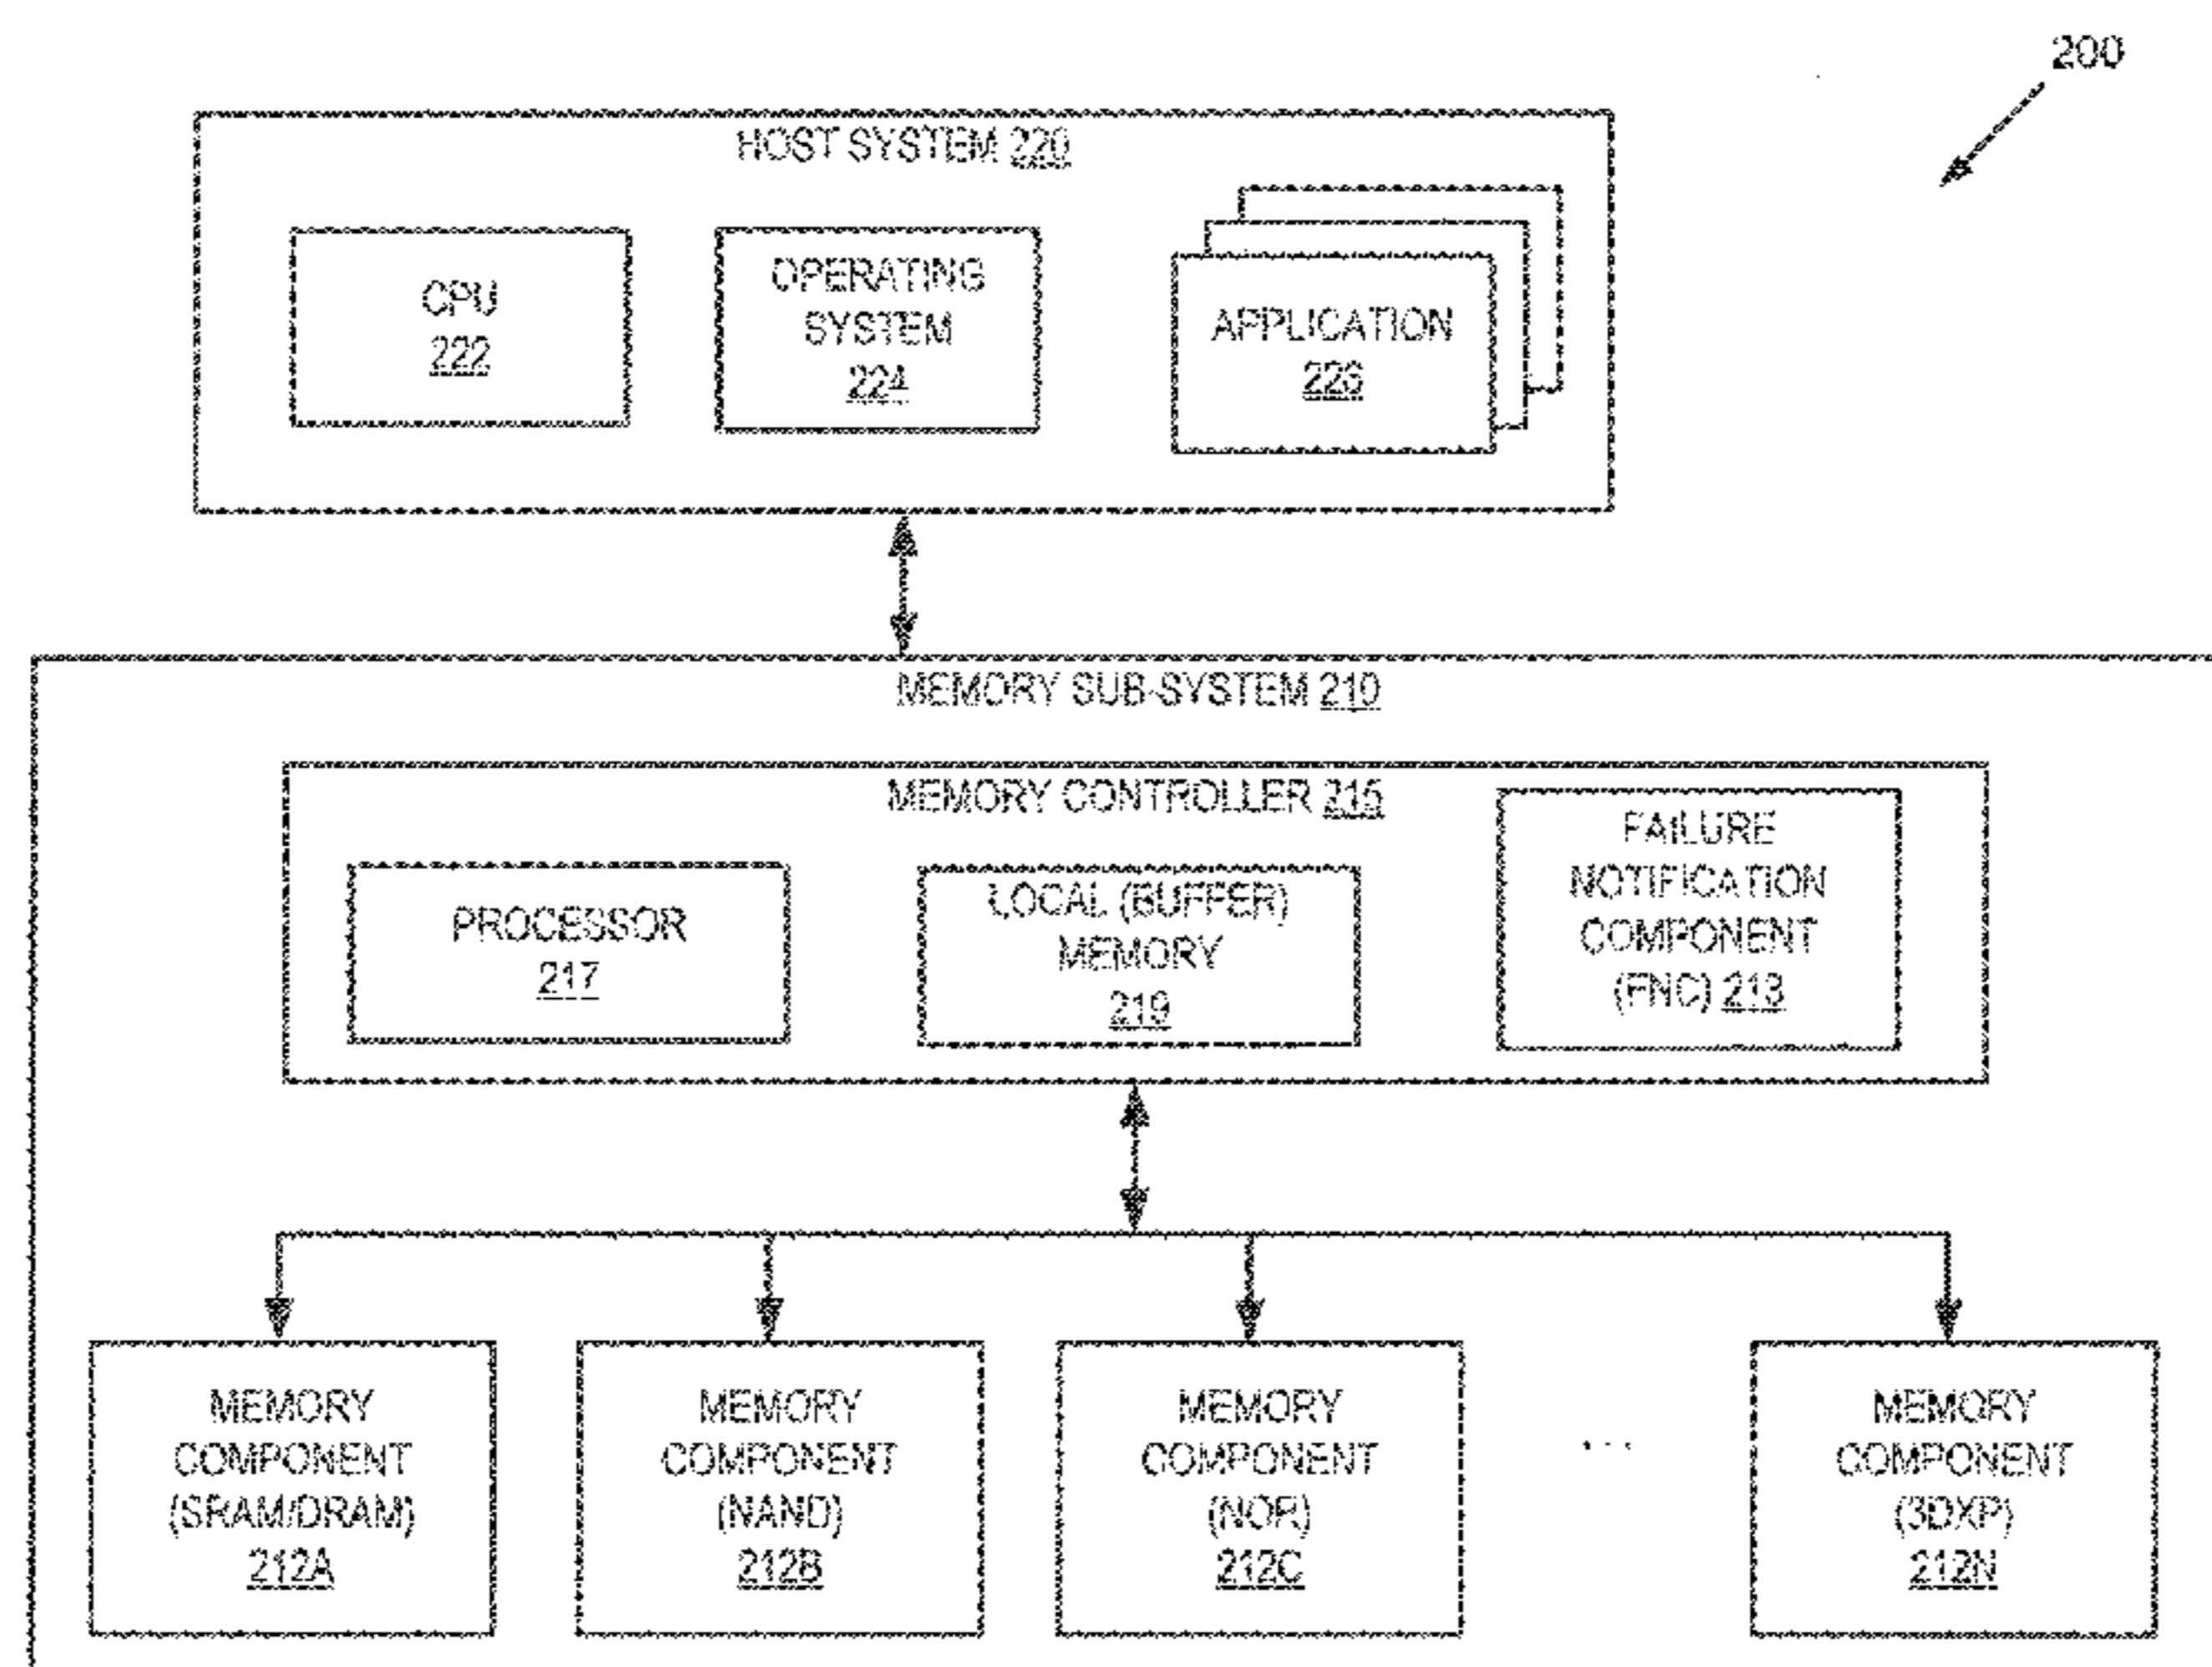 200
HOST SYSTEM 220
CPU
222
OPERATING
SYSTEM
224
APPLICATION
226
MEMORY SUB-SYSTEM 210
MEMORY CONTROLLER 215
PROCESSOR
217
LOCAL (BUFFER)
MEMORY
219
FAILURE
NOTIFICATION
COMPONENT
(FNC) 213
MEMORY
COMPONENT
(SRAM/DRAM)
212A
MEMORY
COMPONENT
(NAND)
212B
MEMORY
COMPONENT
(NOR)
212C
. . .
MEMORY
COMPONENT
(3DXP)
212N